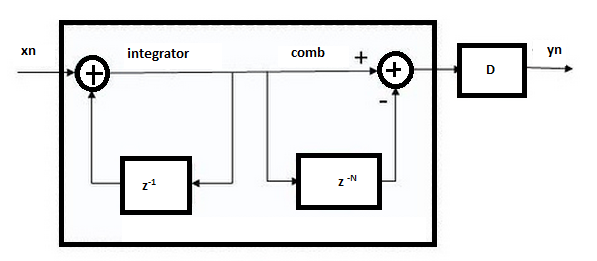 xn
integrator
comb
+
yn
+
+
D
-
z⁻¹
z ⁻ᴺ